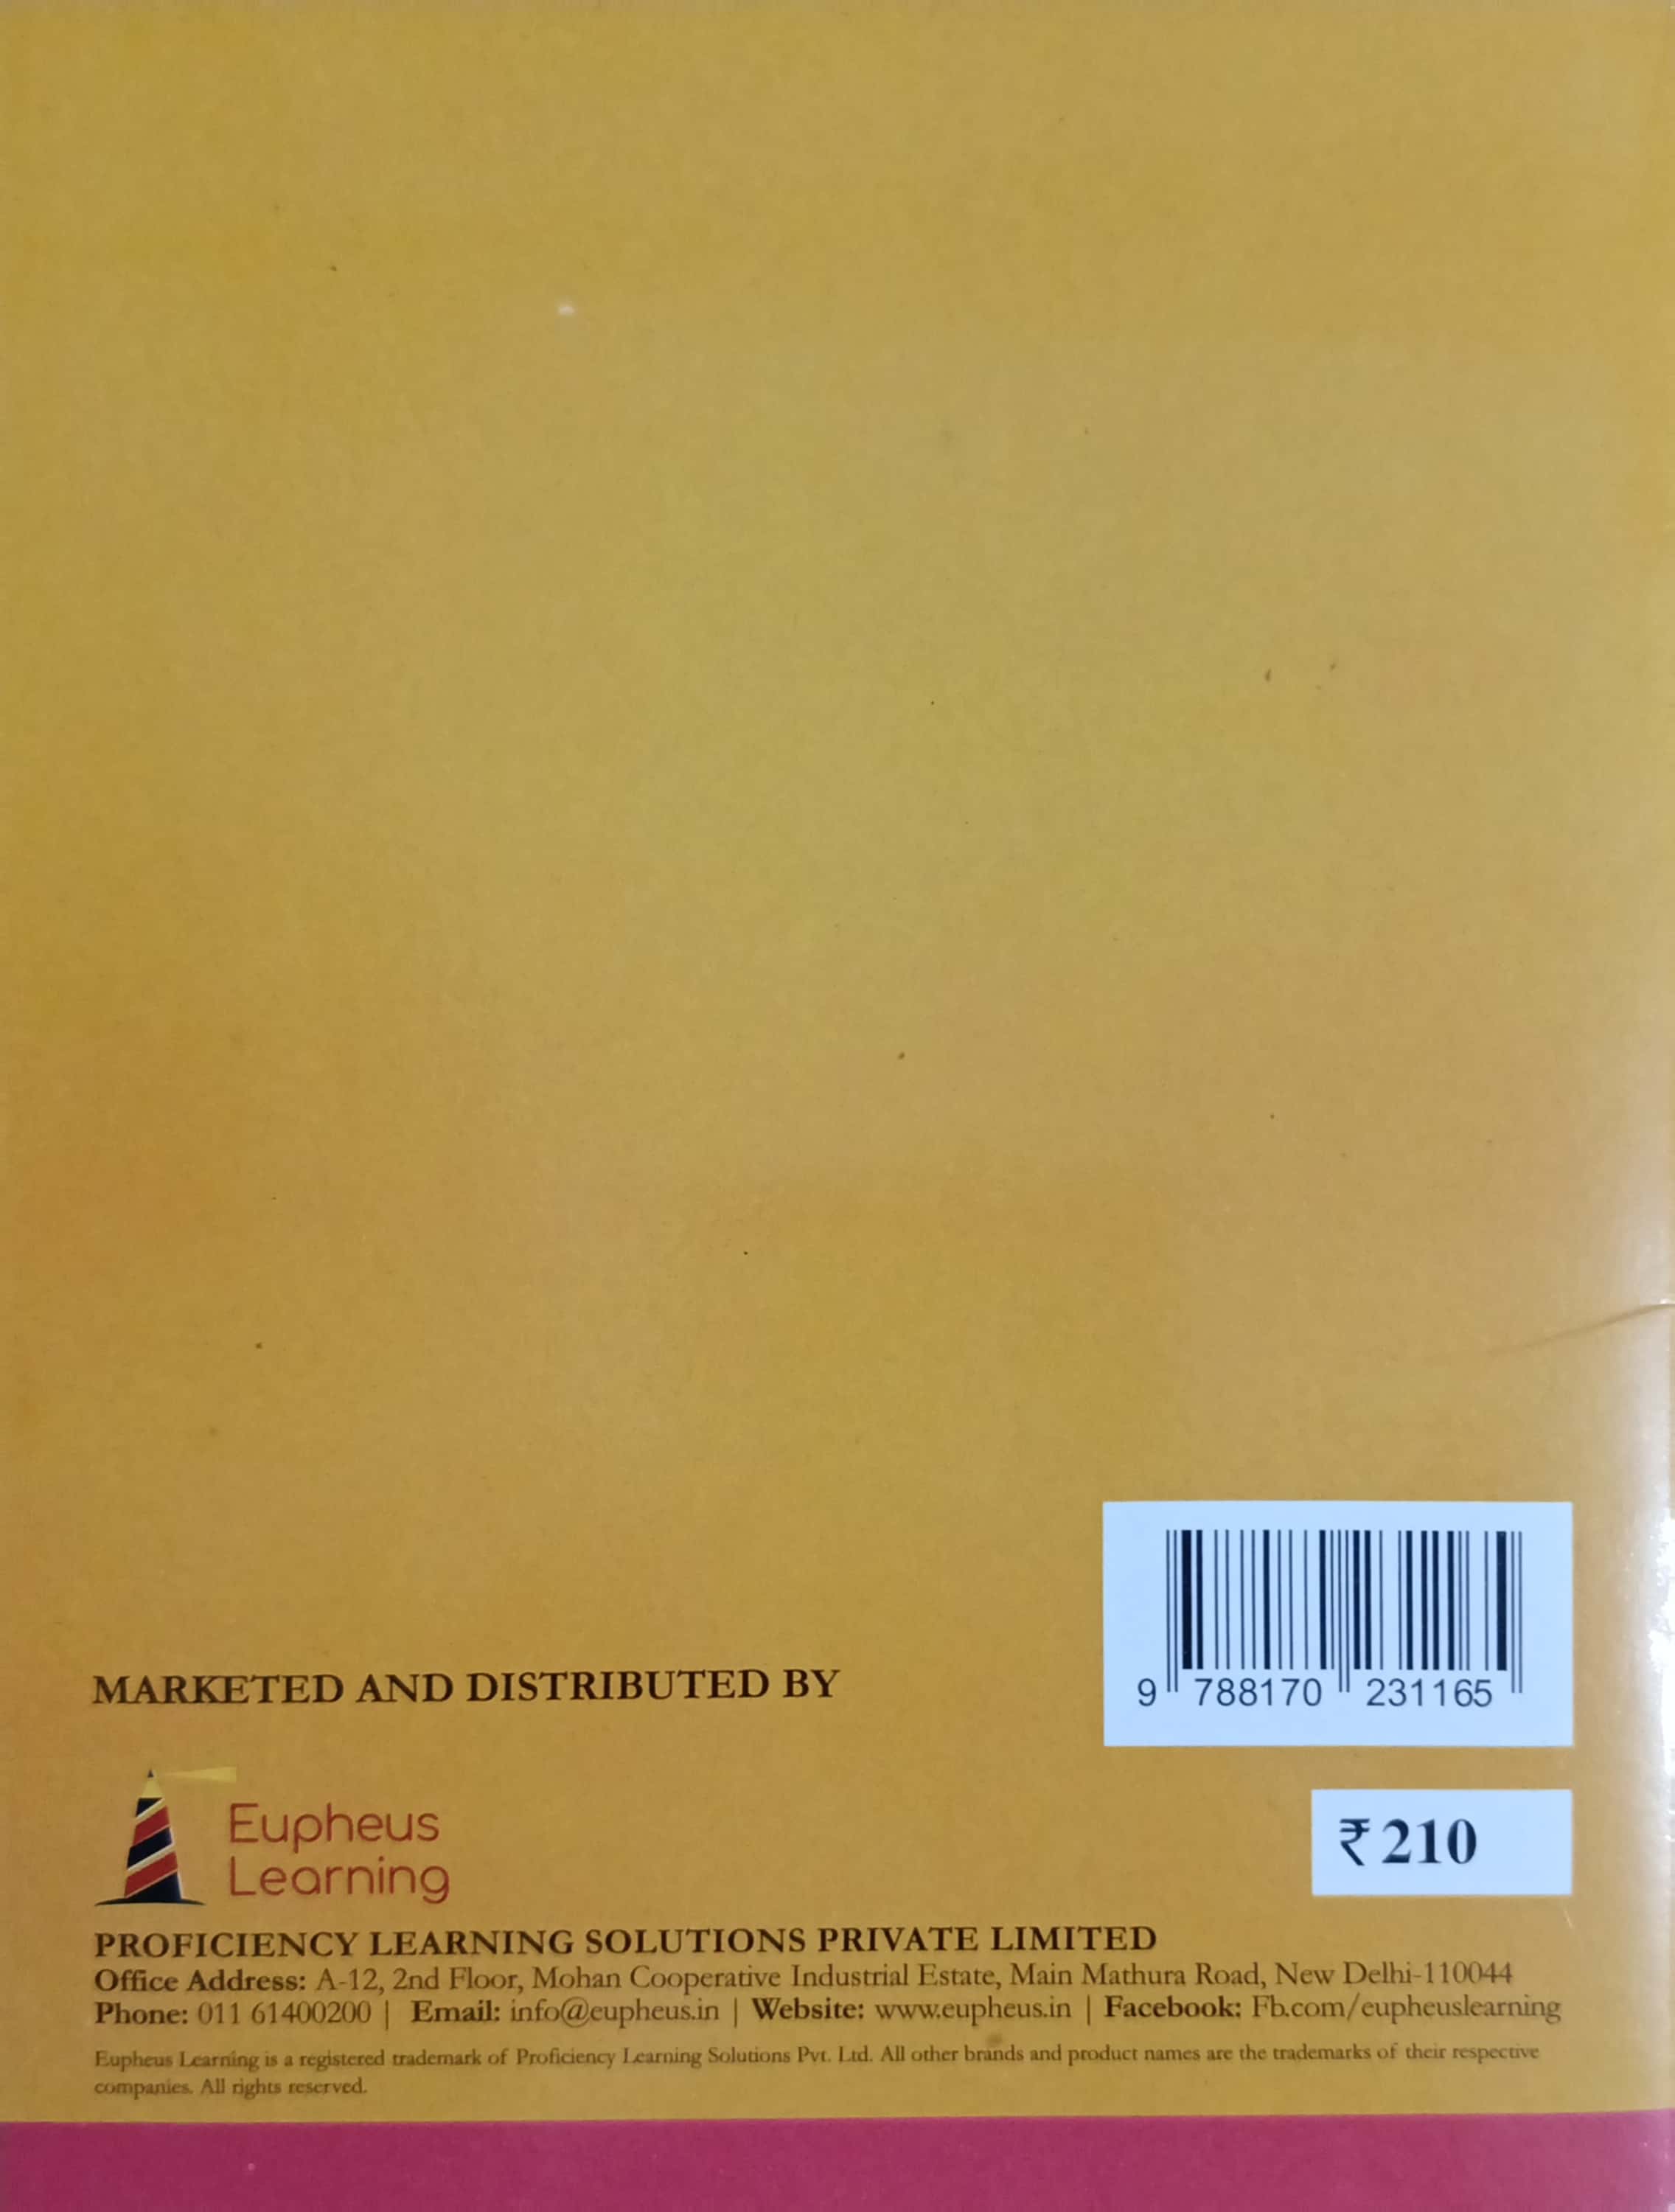 MARKETED AND DISTRIBUTED BY
9 788170 231165
Eupheus
Learning
₹ 210
PROFICIENCY LEARNING SOLUTIONS PRIVATE LIMITED
Office Address: A-12, 2nd Floor, Mohan Cooperative Industrial Estate, Main Mathura Road, New Delhi-110044
Phone: 011 61400200 | Email: info@eupheus.in | Website: www.eupheus.in | Facebook: Fb.com/eupheuslearning
Eupheus Learning is a registered trademark of Proficiency Learning Solutions Pvt. Ltd. All other brands and product names are the trademarks of their respective
companies. All rights reserved.